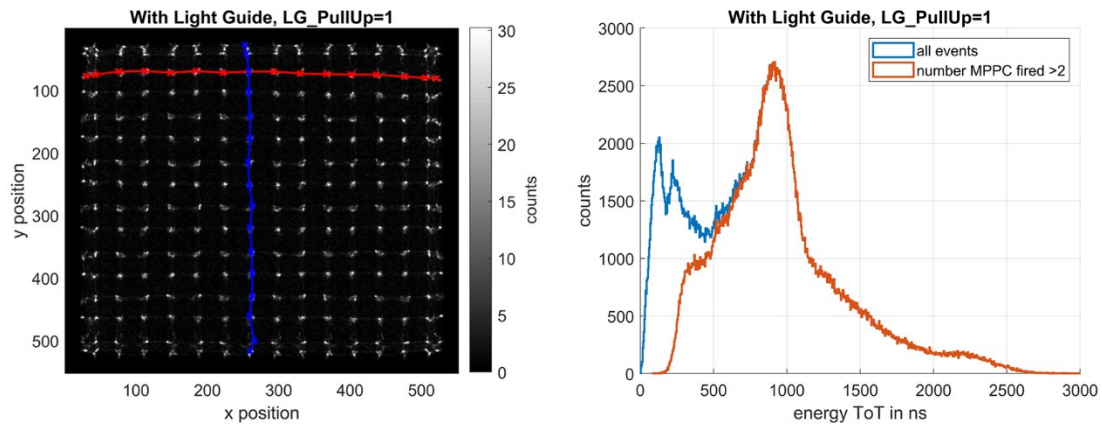 With Light Guide, LG_PullUp=1
100
200
300
400
500
y position
100 200 300 400 500
x position
30
25
20
15
10
5
0
counts
With Light Guide, LG_PullUp=1
3000
2500
2000
1500
1000
500
0
counts
all events
number MPPC fired >2
0 500 1000 1500 2000 2500 3000
energy ToT in ns